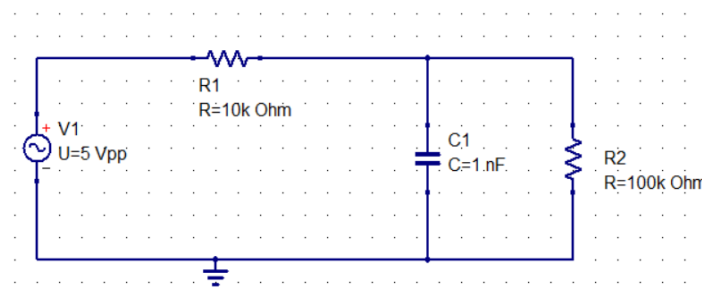 R1
R=10k Ohm
+ V1
U=5 Vpp
−
C1
C=1 nF
R2
R=100k Ohm